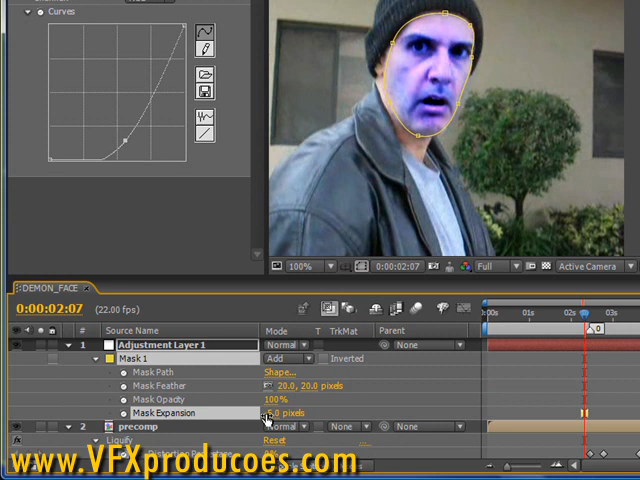 Curves
100%
0:00:02:07
Full
Active Camera
DEMON_FACE
0:00:02:07
(22.00 fps)
#
Source Name
Mode
T
TrkMat
Parent
:00s
01s
02s
03s
0
1
Adjustment Layer 1
Normal
None
Mask 1
Add
Inverted
Mask Path
Shape...
Mask Feather
20.0, 20.0 pixels
Mask Opacity
100%
Mask Expansion
5.0 pixels
2
precomp
Normal
None
None
fx
Liquify
Reset
www.VFXproducoes.com